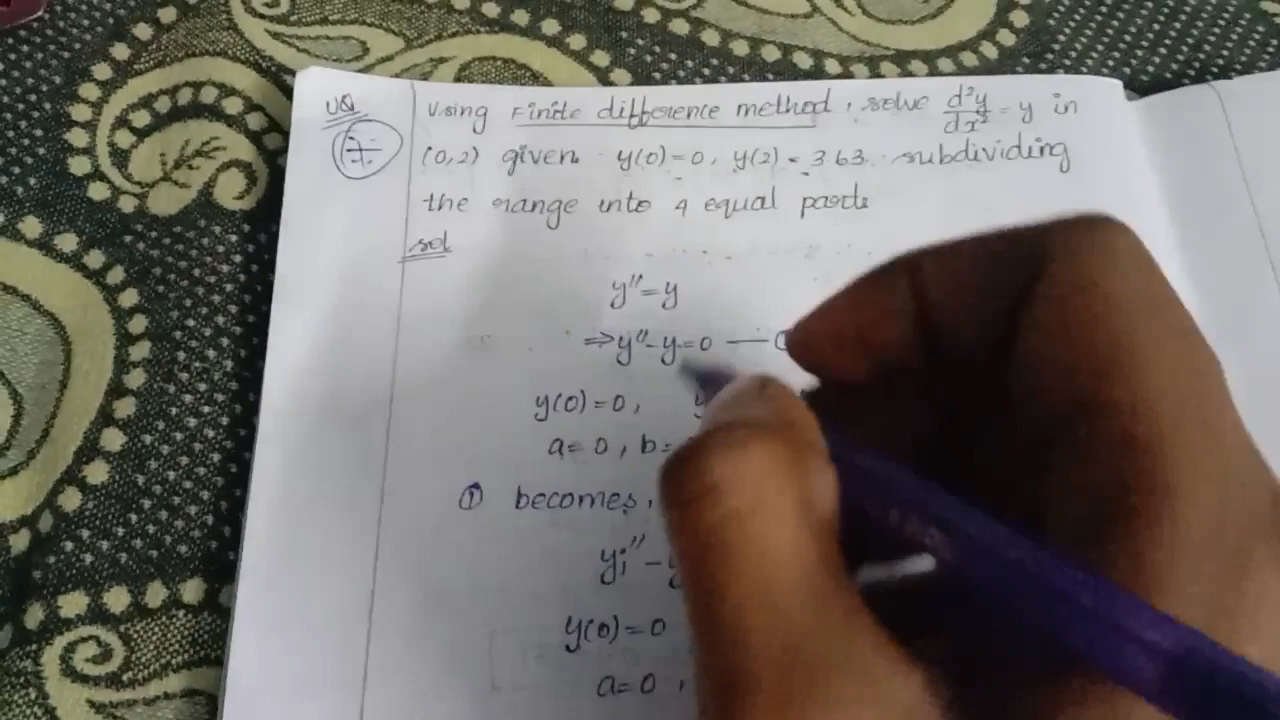 UQ
Using Finite difference method, solve d²y/dx² = y in
(0,2) given y(0)=0, y(2) = 3.63. subdividing
the range into 4 equal parts
sol
y''=y
⇒y''-y=0 — ①
y(0)=0, y
a=0, b=
① becomes,
yi'' - y
y(0)=0
a=0,